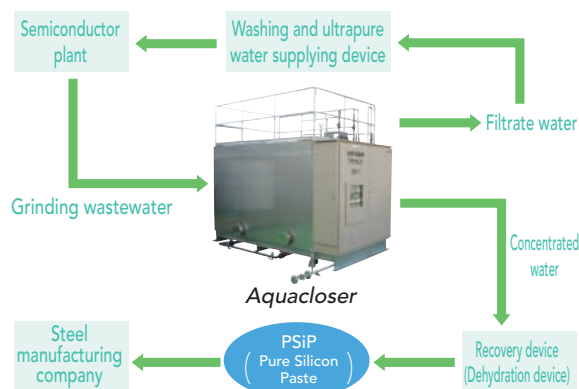 Semiconductor
plant
Washing and ultrapure
water supplying device
Filtrate water
Grinding wastewater
Aquacloser
Concentrated
water
Steel
manufacturing
company
PSiP
( Pure Silicon
Paste )
Recovery device
(Dehydration device)